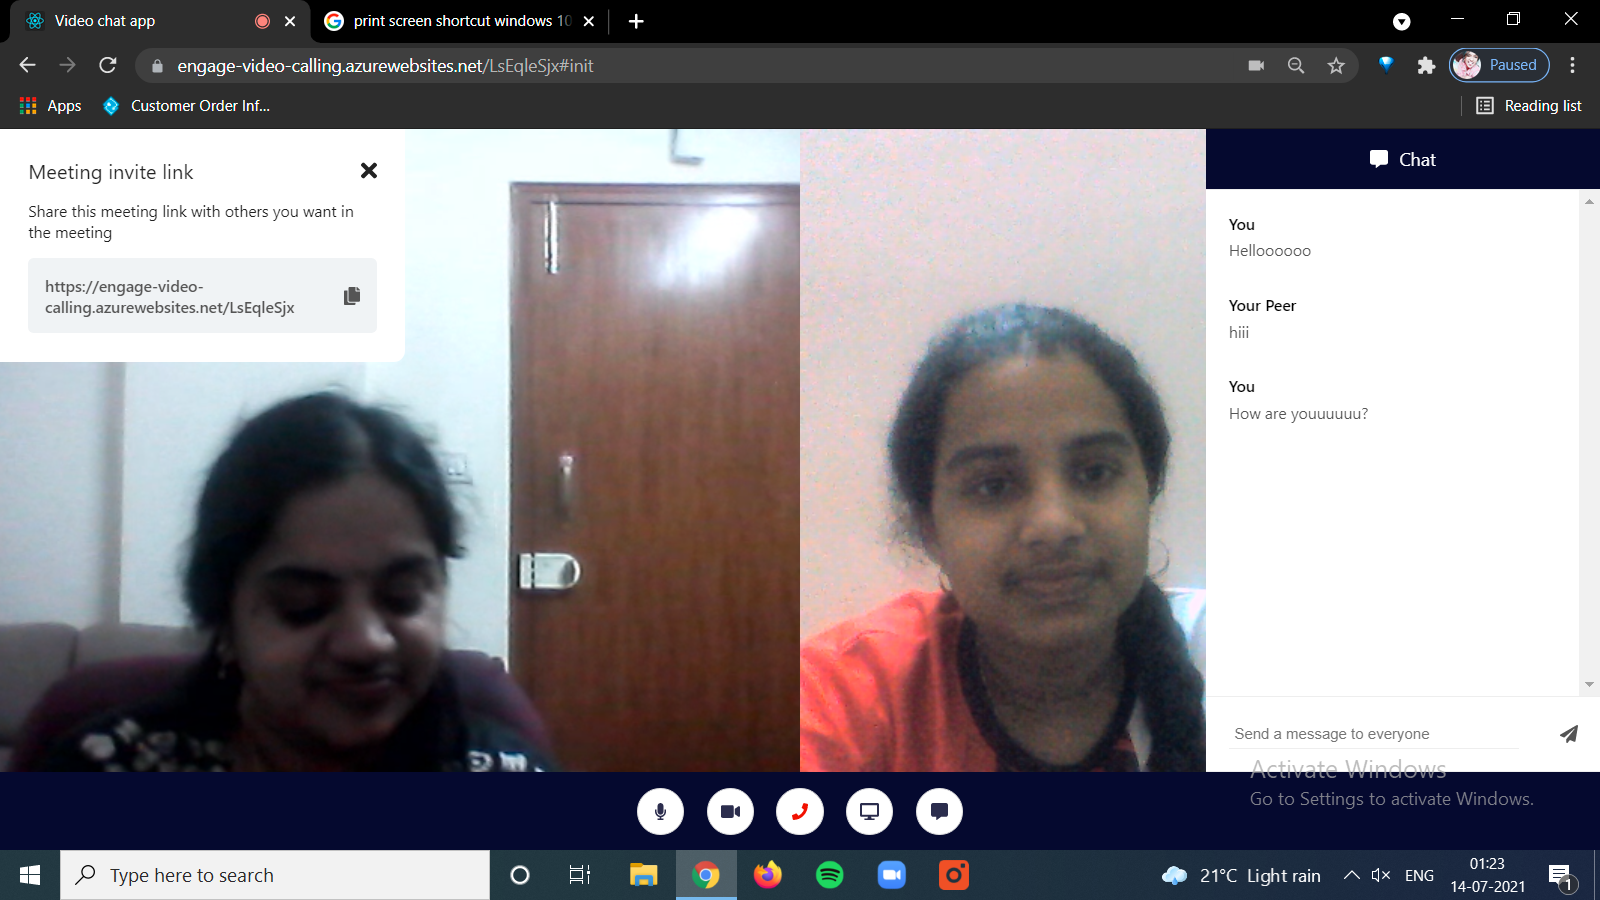 Video chat app
print screen shortcut windows 10
engage-video-calling.azurewebsites.net/LsEqleSjx#init
Paused
Apps
Customer Order Inf...
Reading list
Meeting invite link
Share this meeting link with others you want in
the meeting
https://engage-video-
calling.azurewebsites.net/LsEqleSjx
Chat
You
Helloooooo
Your Peer
hiii
You
How are youuuuuu?
Send a message to everyone
Activate Windows
Go to Settings to activate Windows.
Type here to search
21°C Light rain
ENG
01:23
14-07-2021
1